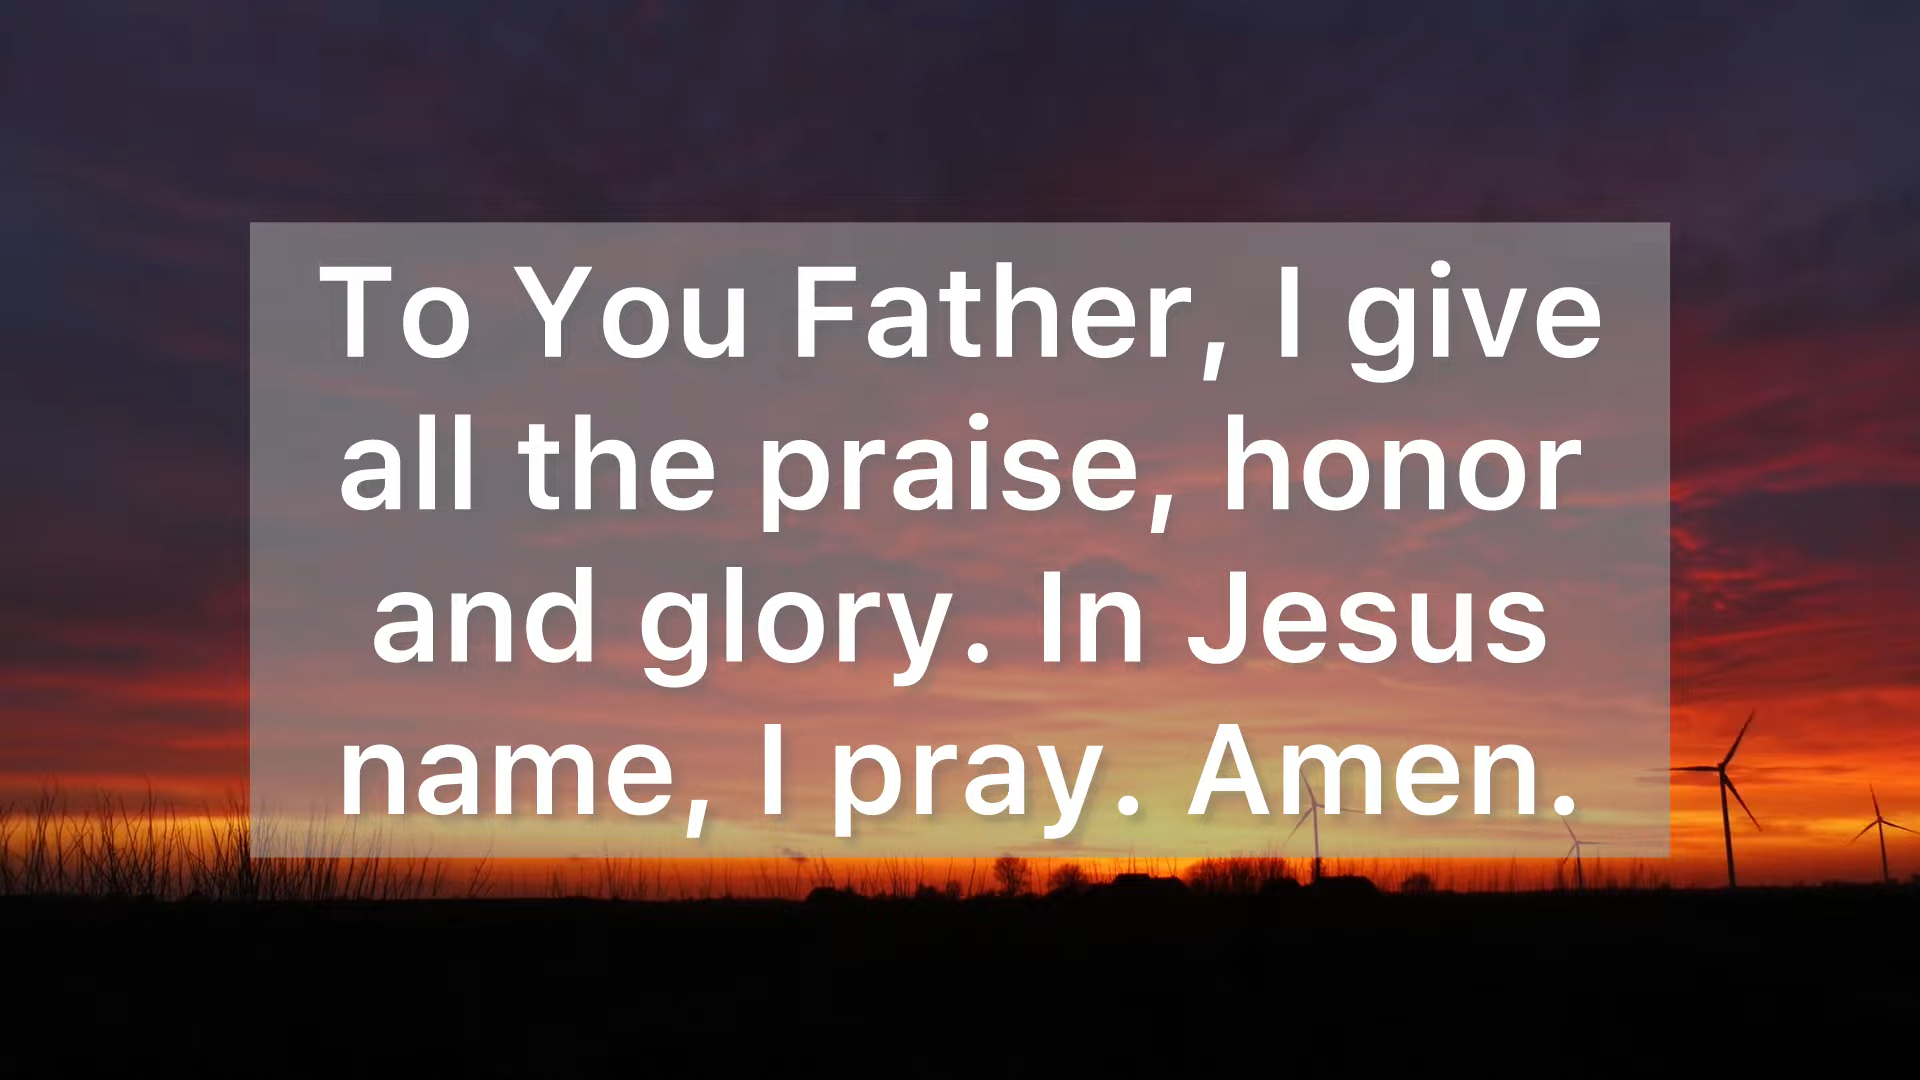 To You Father, I give
all the praise, honor
and glory. In Jesus
name, I pray. Amen.